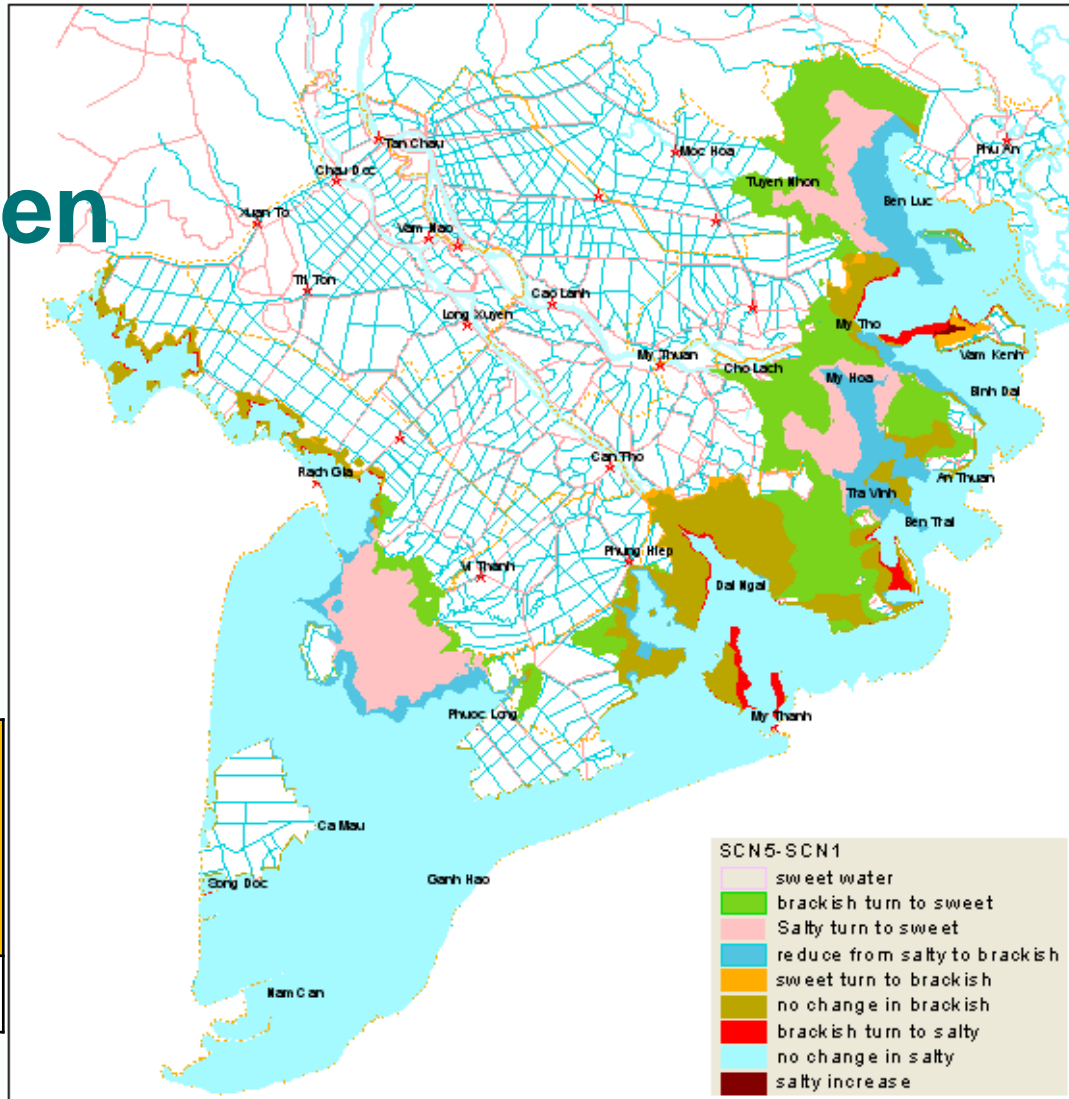 en
Tan Chau
Chau Doc
Moc Hoa
Phu An
Tuyen Nhon
Ben Luc
Xuan To
Vam Nao
Tri Ton
Cao Lanh
Long Xuyen
My Tho
My Thuan
Vam Kenh
Cho Lach
My Hoa
Binh Dai
Can Tho
Rach Gia
An Thuan
Tra Vinh
Ben Trai
Phung Hiep
Vi Thanh
Dai Ngai
Phuoc Long
My Thanh
Ca Mau
Song Doc
Ganh Hao
Nam Can
SCN5-SCN1
sweet water
brackish turn to sweet
Salty turn to sweet
reduce from salty to brackish
sweet turn to brackish
no change in brackish
brackish turn to salty
no change in salty
salty increase